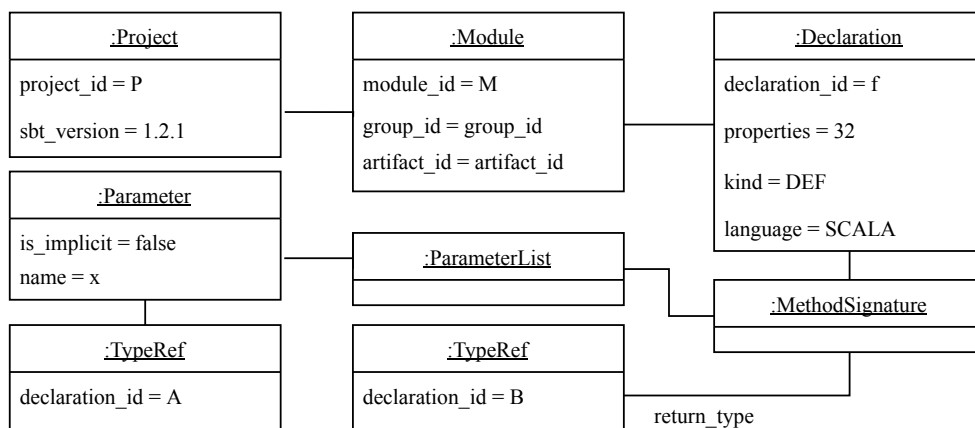 :Project
project_id = P
sbt_version = 1.2.1
:Module
module_id = M
group_id = group_id
artifact_id = artifact_id
:Declaration
declaration_id = f
properties = 32
kind = DEF
language = SCALA
:Parameter
is_implicit = false
name = x
:ParameterList
:MethodSignature
:TypeRef
declaration_id = A
:TypeRef
declaration_id = B
return_type